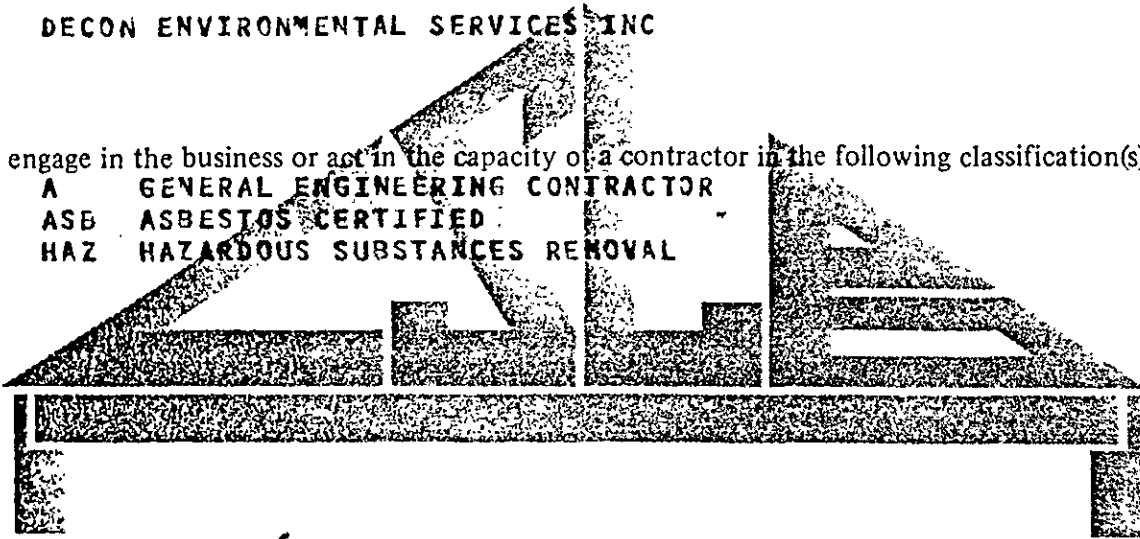 DECON ENVIRONMENTAL SERVICES INC
engage in the business or act in the capacity of a contractor in the following classification(s)
A GENERAL ENGINEERING CONTRACTOR
ASB ASBESTOS CERTIFIED
HAZ HAZARDOUS SUBSTANCES REMOVAL